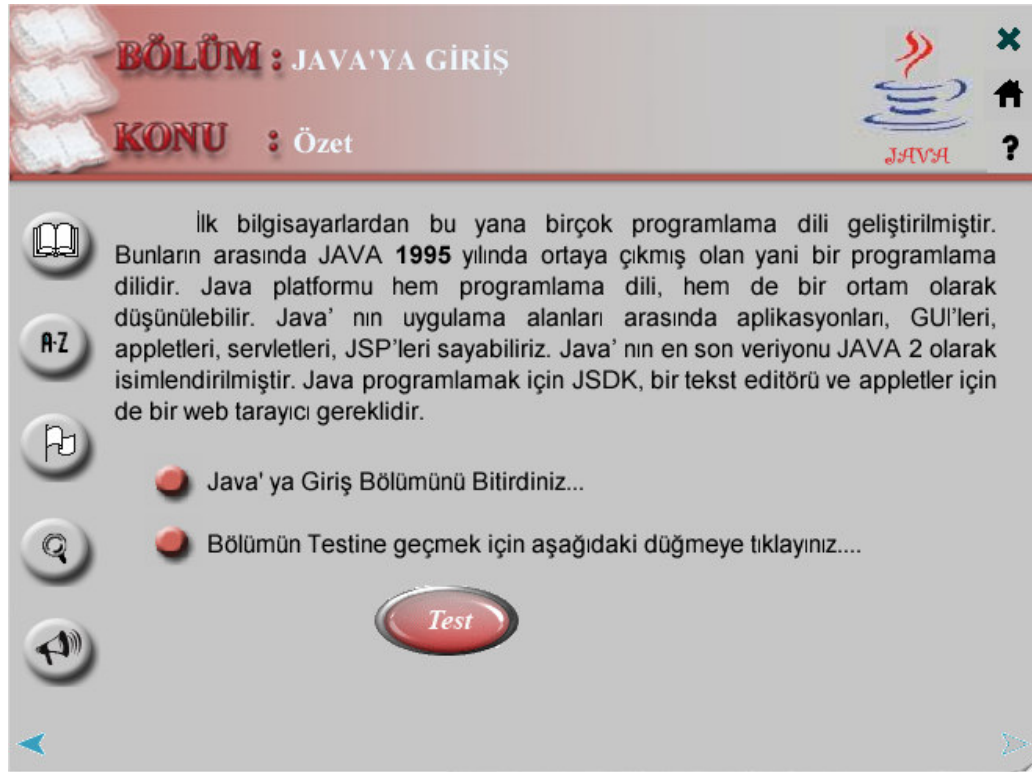 BÖLÜM : JAVA'YA GİRİŞ
KONU : Özet
JAVA
?
İlk bilgisayarlardan bu yana birçok programlama dili geliştirilmiştir.
Bunların arasında JAVA 1995 yılında ortaya çıkmış olan yani bir programlama
dilidir. Java platformu hem programlama dili, hem de bir ortam olarak
düşünülebilir. Java' nın uygulama alanları arasında aplikasyonları, GUI'leri,
appletleri, servletleri, JSP'leri sayabiliriz. Java' nın en son veriyonu JAVA 2 olarak
isimlendirilmiştir. Java programlamak için JSDK, bir tekst editörü ve appletler için
de bir web tarayıcı gereklidir.
A-Z
Java' ya Giriş Bölümünü Bitirdiniz...
Bölümün Testine geçmek için aşağıdaki düğmeye tıklayınız....
Test